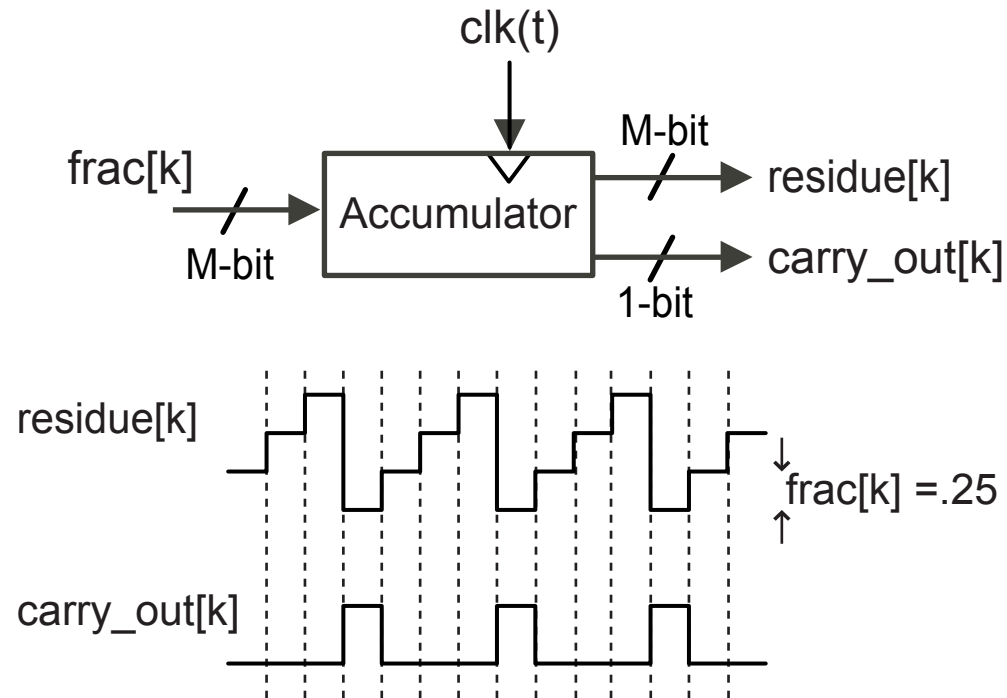 clk(t)
M-bit
frac[k]
residue[k]
Accumulator
M-bit
carry_out[k]
1-bit
residue[k]
frac[k] =.25
carry_out[k]